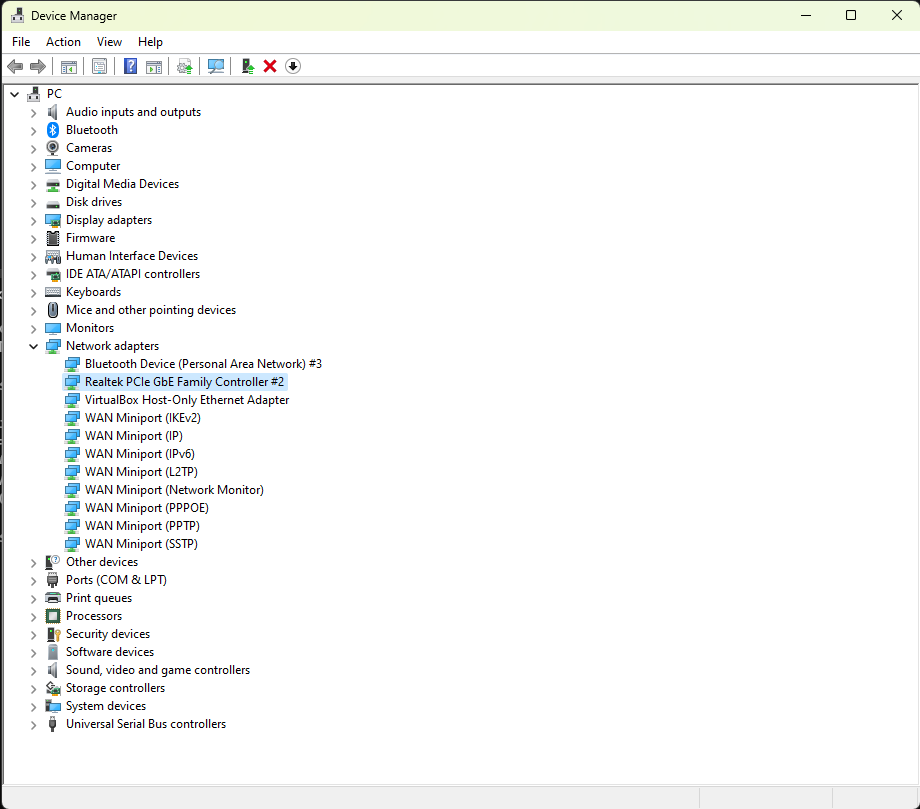 Device Manager
File Action View Help
PC
Audio inputs and outputs
Bluetooth
Cameras
Computer
Digital Media Devices
Disk drives
Display adapters
Firmware
Human Interface Devices
IDE ATA/ATAPI controllers
Keyboards
Mice and other pointing devices
Monitors
Network adapters
Bluetooth Device (Personal Area Network) #3
Realtek PCIe GbE Family Controller #2
VirtualBox Host-Only Ethernet Adapter
WAN Miniport (IKEv2)
WAN Miniport (IP)
WAN Miniport (IPv6)
WAN Miniport (L2TP)
WAN Miniport (Network Monitor)
WAN Miniport (PPPOE)
WAN Miniport (PPTP)
WAN Miniport (SSTP)
Other devices
Ports (COM & LPT)
Print queues
Processors
Security devices
Software devices
Sound, video and game controllers
Storage controllers
System devices
Universal Serial Bus controllers